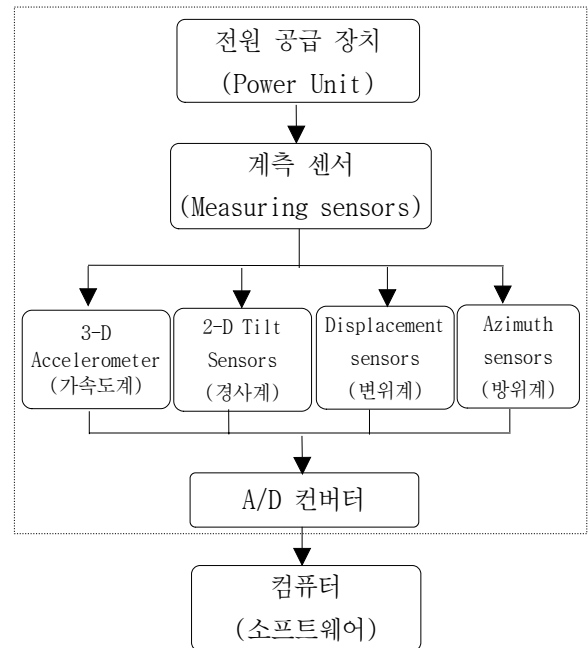 전원 공급 장치
(Power Unit)
계측 센서
(Measuring sensors)
3-D
Accelerometer
(가속도계)
2-D Tilt
Sensors
(경사계)
Displacement
sensors
(변위계)
Azimuth
sensors
(방위계)
A/D 컨버터
컴퓨터
(소프트웨어)